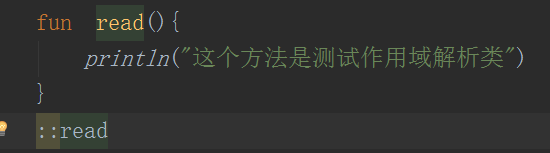 fun read(){
println("这个方法是测试作用域解析类")
}
::read